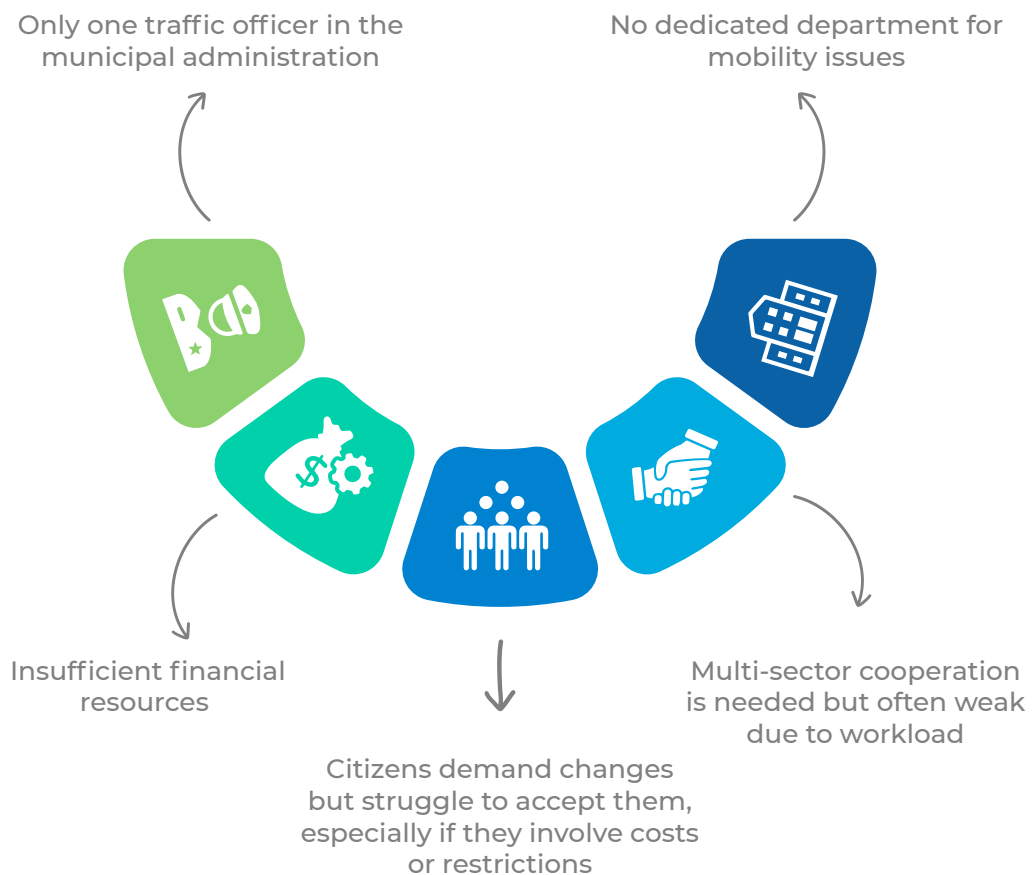 Only one traffic officer in the
municipal administration
No dedicated department for
mobility issues
Insufficient financial
resources
Multi-sector cooperation
is needed but often weak
due to workload
Citizens demand changes
but struggle to accept them,
especially if they involve costs
or restrictions